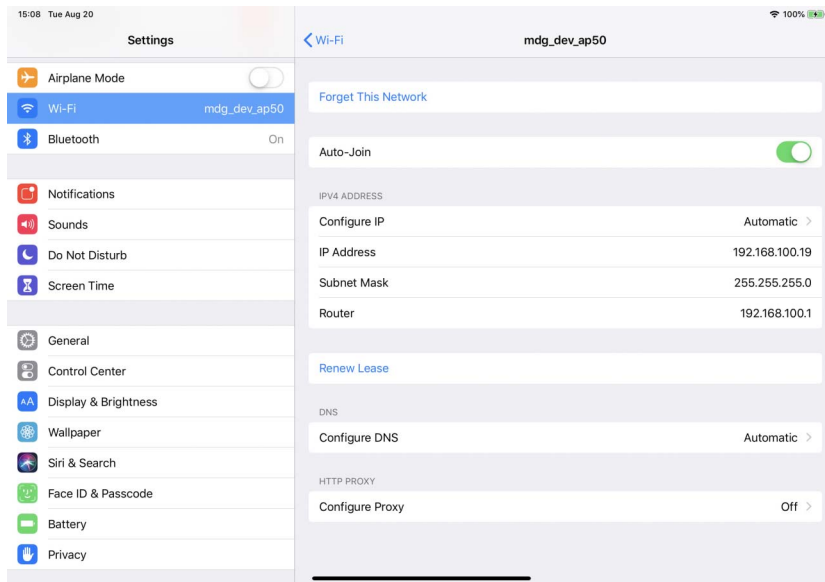 15:08 Tue Aug 20
100%
Settings
Airplane Mode
Wi-Fi mdg_dev_ap50
Bluetooth On
Notifications
Sounds
Do Not Disturb
Screen Time
General
Control Center
AA Display & Brightness
Wallpaper
Siri & Search
Face ID & Passcode
Battery
Privacy
Wi-Fi mdg_dev_ap50
Forget This Network
Auto-Join
IPV4 ADDRESS
Configure IP Automatic
IP Address 192.168.100.19
Subnet Mask 255.255.255.0
Router 192.168.100.1
Renew Lease
DNS
Configure DNS Automatic
HTTP PROXY
Configure Proxy Off